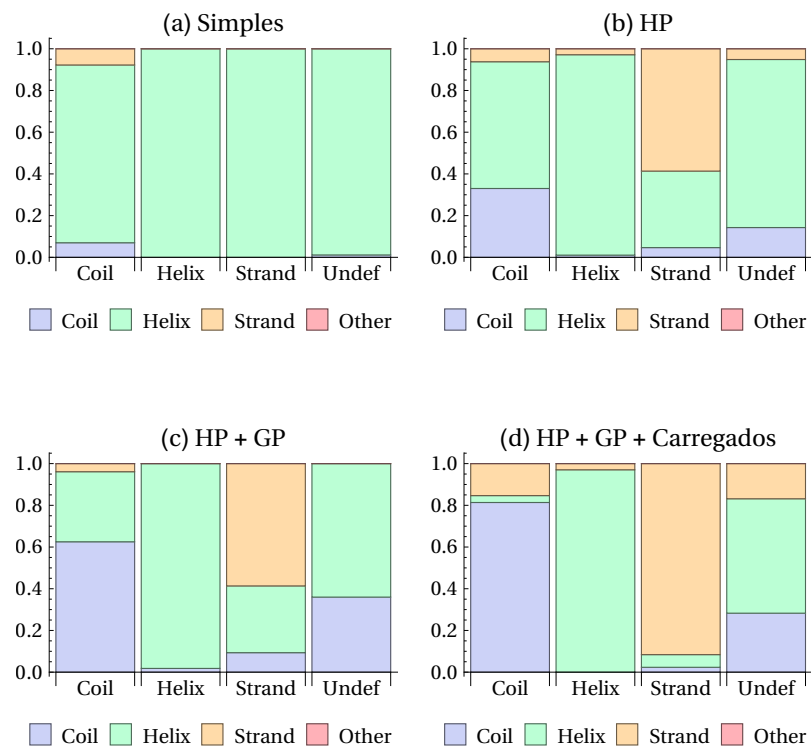 (a) Simples
1.0
0.8
0.6
0.4
0.2
0.0
Coil Helix Strand Undef
Coil Helix Strand Other
(b) HP
1.0
0.8
0.6
0.4
0.2
0.0
Coil Helix Strand Undef
Coil Helix Strand Other
(c) HP + GP
1.0
0.8
0.6
0.4
0.2
0.0
Coil Helix Strand Undef
Coil Helix Strand Other
(d) HP + GP + Carregados
1.0
0.8
0.6
0.4
0.2
0.0
Coil Helix Strand Undef
Coil Helix Strand Other